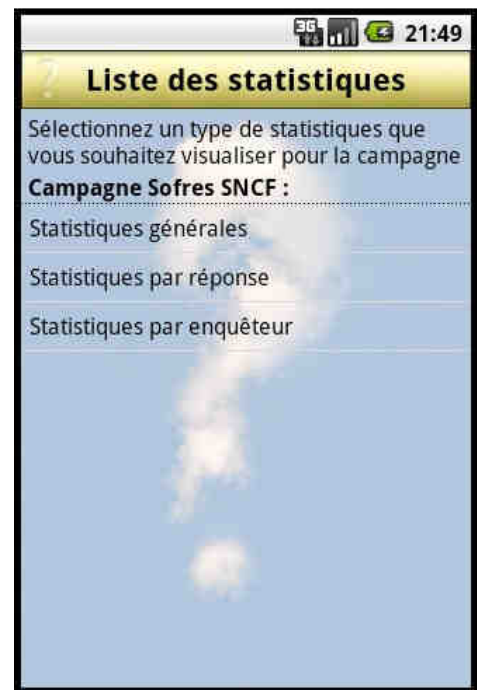 3G 21:49
? Liste des statistiques
Sélectionnez un type de statistiques que
vous souhaitez visualiser pour la campagne
Campagne Sofres SNCF :
Statistiques générales
Statistiques par réponse
Statistiques par enquêteur